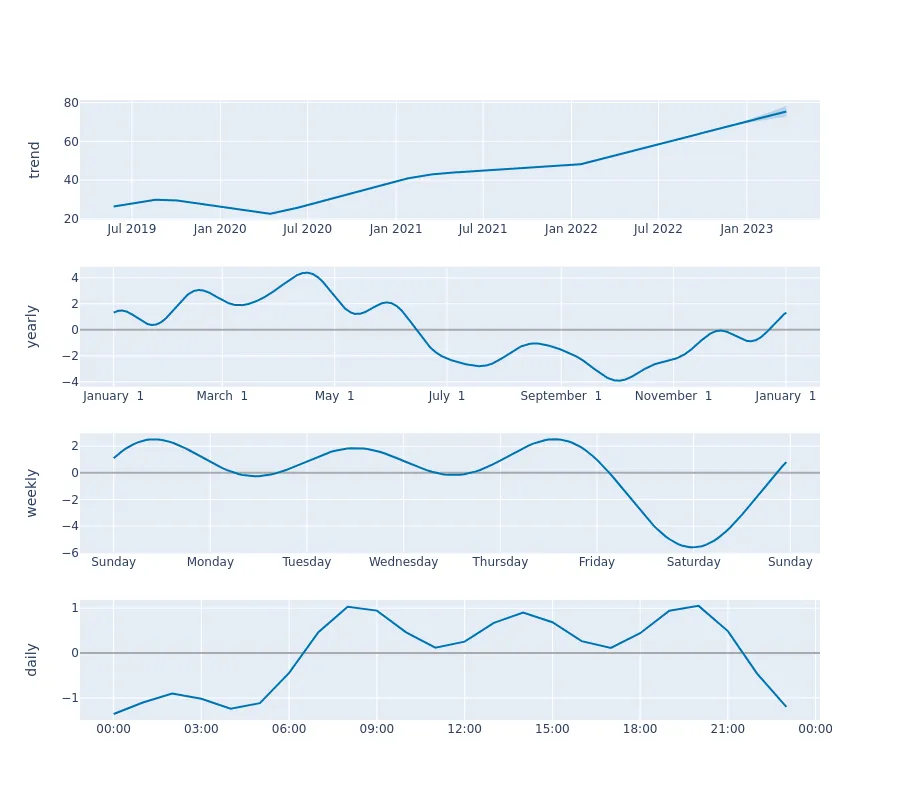 trend
80
60
40
20
Jul 2019 Jan 2020 Jul 2020 Jan 2021 Jul 2021 Jan 2022 Jul 2022 Jan 2023
yearly
4
2
0
−2
−4
January 1 March 1 May 1 July 1 September 1 November 1 January 1
weekly
2
0
−2
−4
−6
Sunday Monday Tuesday Wednesday Thursday Friday Saturday Sunday
daily
1
0
−1
00:00 03:00 06:00 09:00 12:00 15:00 18:00 21:00 00:00